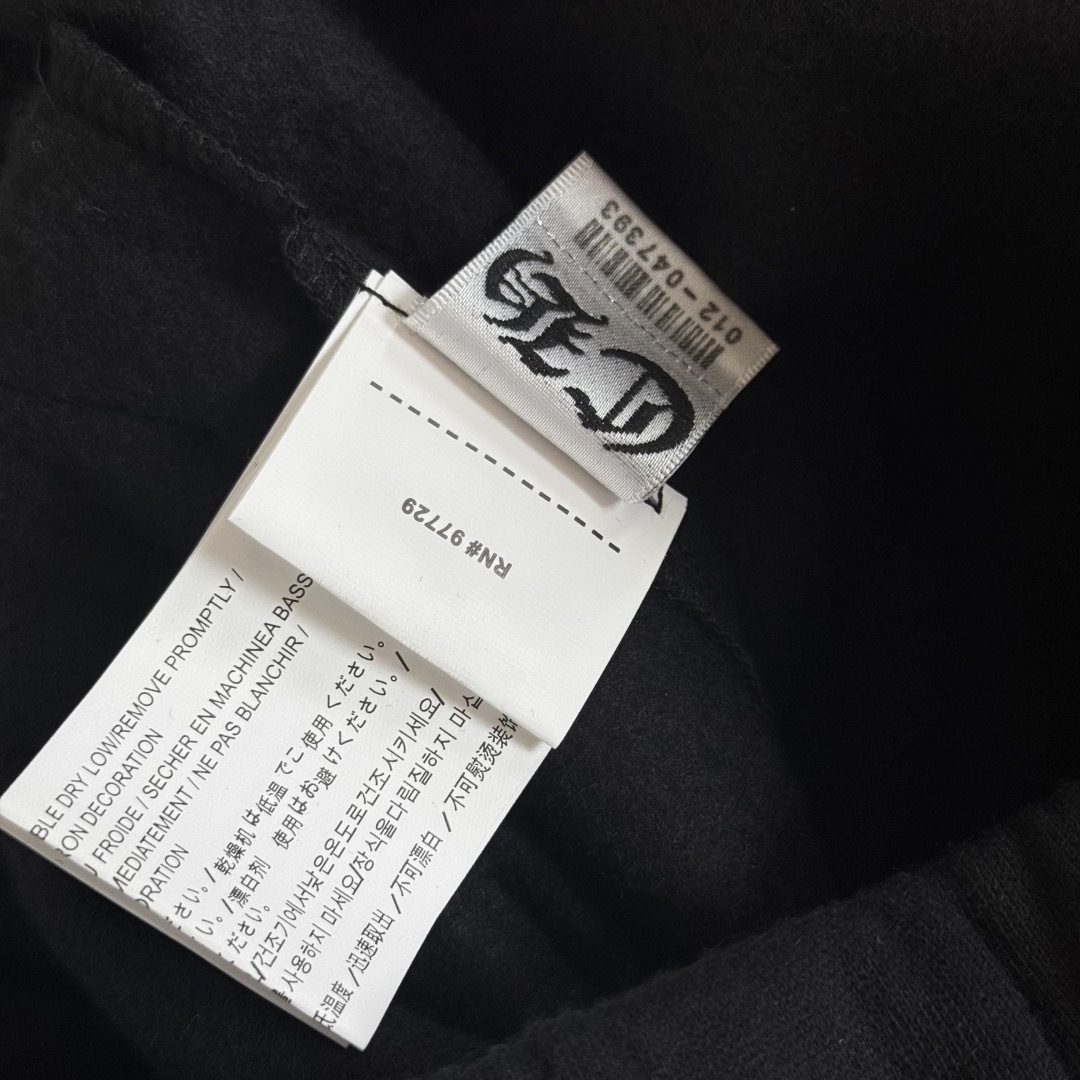 012-047393
RN# 97729
BLE DRY LOW/REMOVE PROMPTLY /
RON DECORATION
FROIDE / SECHER EN MACHINEA BASS
MEDIATEMENT / NE PAS BLANCHIR /
ORATION
さい。/ 乾燥机は低温 でご 使用 ください。
い。/漂白剤 使用はお避けください。/
ください。
/건조기에서낮은온도로건조 시키세요/
사용하지 마세요/장식을다림질하지 마십
低温度 /迅速取出 /不可漂白 /不可熨烫装饰